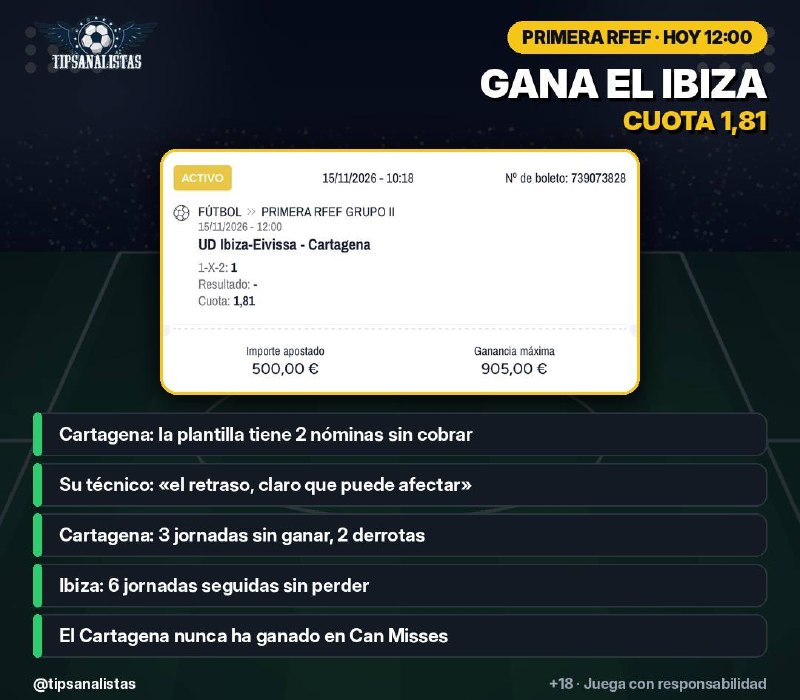 TIPSANALISTAS
PRIMERA RFEF · HOY 12:00
GANA EL IBIZA
CUOTA 1,81
ACTIVO
15/11/2026 - 10:18
Nº de boleto: 739073828
FÚTBOL >> PRIMERA RFEF GRUPO II
15/11/2026 - 12:00
UD Ibiza-Eivissa - Cartagena
1-X-2: 1
Resultado: -
Cuota: 1,81
Importe apostado
500,00 €
Ganancia máxima
905,00 €
Cartagena: la plantilla tiene 2 nóminas sin cobrar
Su técnico: «el retraso, claro que puede afectar»
Cartagena: 3 jornadas sin ganar, 2 derrotas
Ibiza: 6 jornadas seguidas sin perder
El Cartagena nunca ha ganado en Can Misses
@tipsanalistas
+18 · Juega con responsabilidad